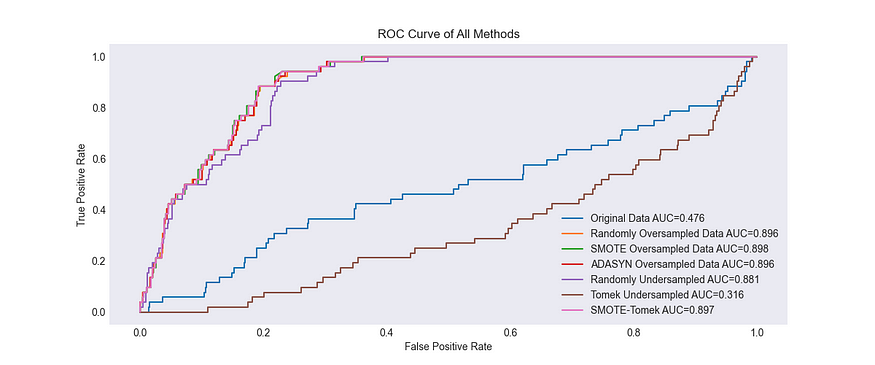 ROC Curve of All Methods
1.0
0.8
0.6
0.4
0.2
0.0
True Positive Rate
Original Data AUC=0.476
Randomly Oversampled Data AUC=0.896
SMOTE Oversampled Data AUC=0.898
ADASYN Oversampled Data AUC=0.896
Randomly Undersampled AUC=0.881
Tomek Undersampled AUC=0.316
SMOTE-Tomek AUC=0.897
0.0 0.2 0.4 0.6 0.8 1.0
False Positive Rate